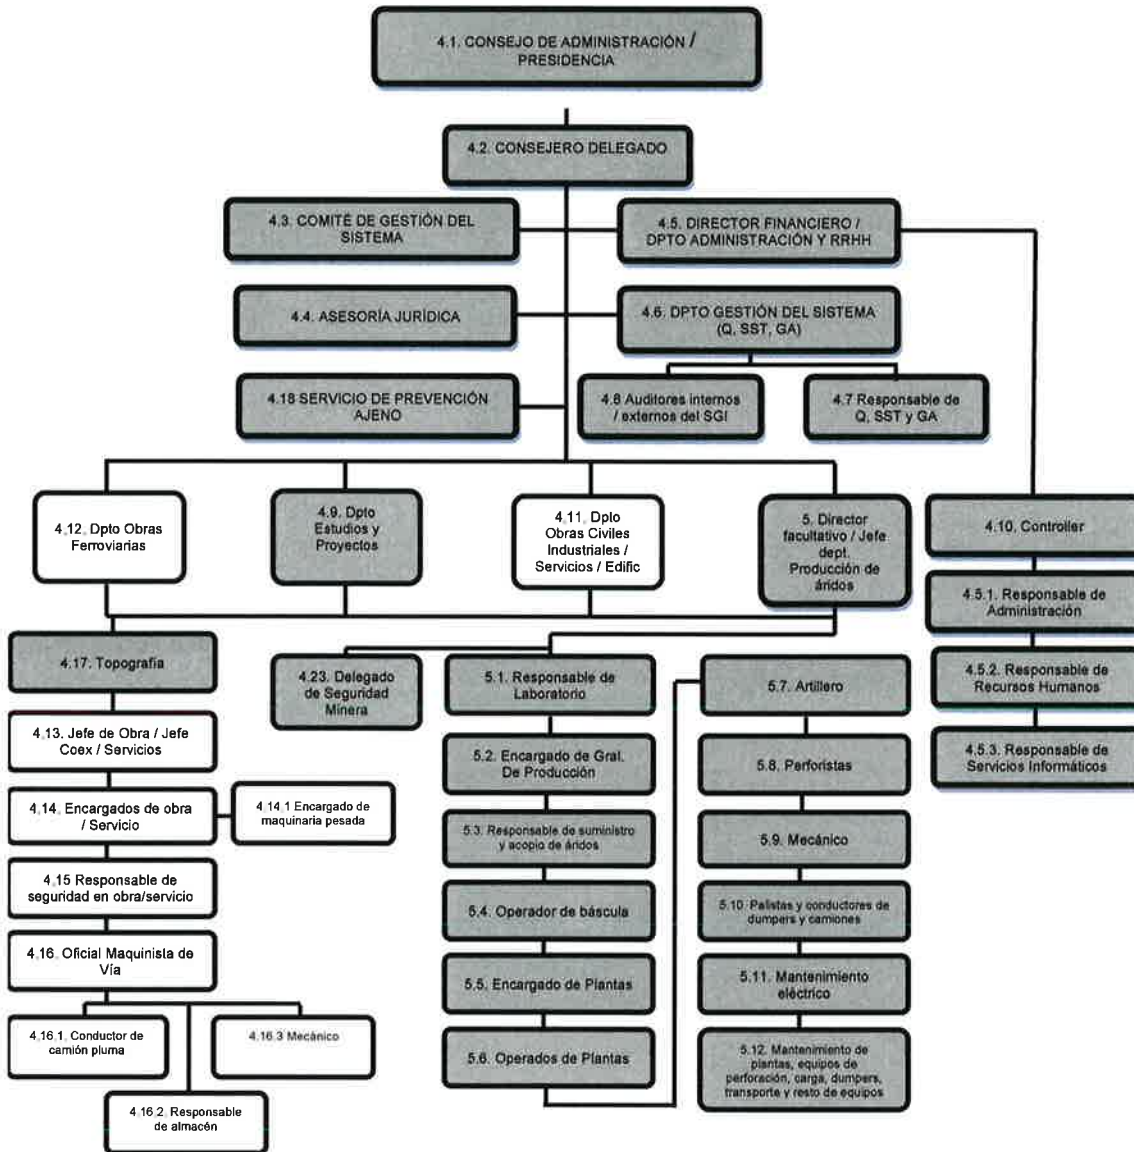 4.1. CONSEJO DE ADMINISTRACIÓN /
PRESIDENCIA
4.2. CONSEJERO DELEGADO
4.3. COMITÉ DE GESTIÓN DEL
SISTEMA
4.5. DIRECTOR FINANCIERO /
DPTO ADMINISTRACIÓN Y RRHH
4.4. ASESORÍA JURÍDICA
4.6. DPTO GESTIÓN DEL SISTEMA
(Q, SST, GA)
4.18 SERVICIO DE PREVENCIÓN
AJENO
4.8 Auditores internos
/ externos del SGI
4.7 Responsable de
Q, SST y GA
4.12. Dpto Obras
Ferroviarias
4.9. Dpto
Estudios y
Proyectos
4.11. Dpto
Obras Civiles
Industriales /
Servicios / Edific
5. Director
facultativo / Jefe
dept.
Producción de
áridos
4.10. Controller
4.5.1. Responsable de
Administración
4.5.2. Responsable de
Recursos Humanos
4.5.3. Responsable de
Servicios Informáticos
4.17. Topografía
4.13. Jefe de Obra / Jefe
Coex / Servicios
4.14. Encargados de obra
/ Servicio
4.14.1 Encargado de
maquinaria pesada
4.15 Responsable de
seguridad en obra/servicio
4.16. Oficial Maquinista de
Vía
4.16.1. Conductor de
camión pluma
4.16.3 Mecánico
4.16.2. Responsable
de almacén
4.23. Delegado
de Seguridad
Minera
5.1. Responsable de
Laboratorio
5.2. Encargado de Gral.
De Producción
5.3. Responsable de suministro
y acopio de áridos
5.4. Operador de báscula
5.5. Encargado de Plantas
5.6. Operados de Plantas
5.7. Artillero
5.8. Perforistas
5.9. Mecánico
5.10. Palistas y conductores de
dumpers y camiones
5.11. Mantenimiento
eléctrico
5.12. Mantenimiento de
plantas, equipos de
perforación, carga, dumpers,
transporte y resto de equipos